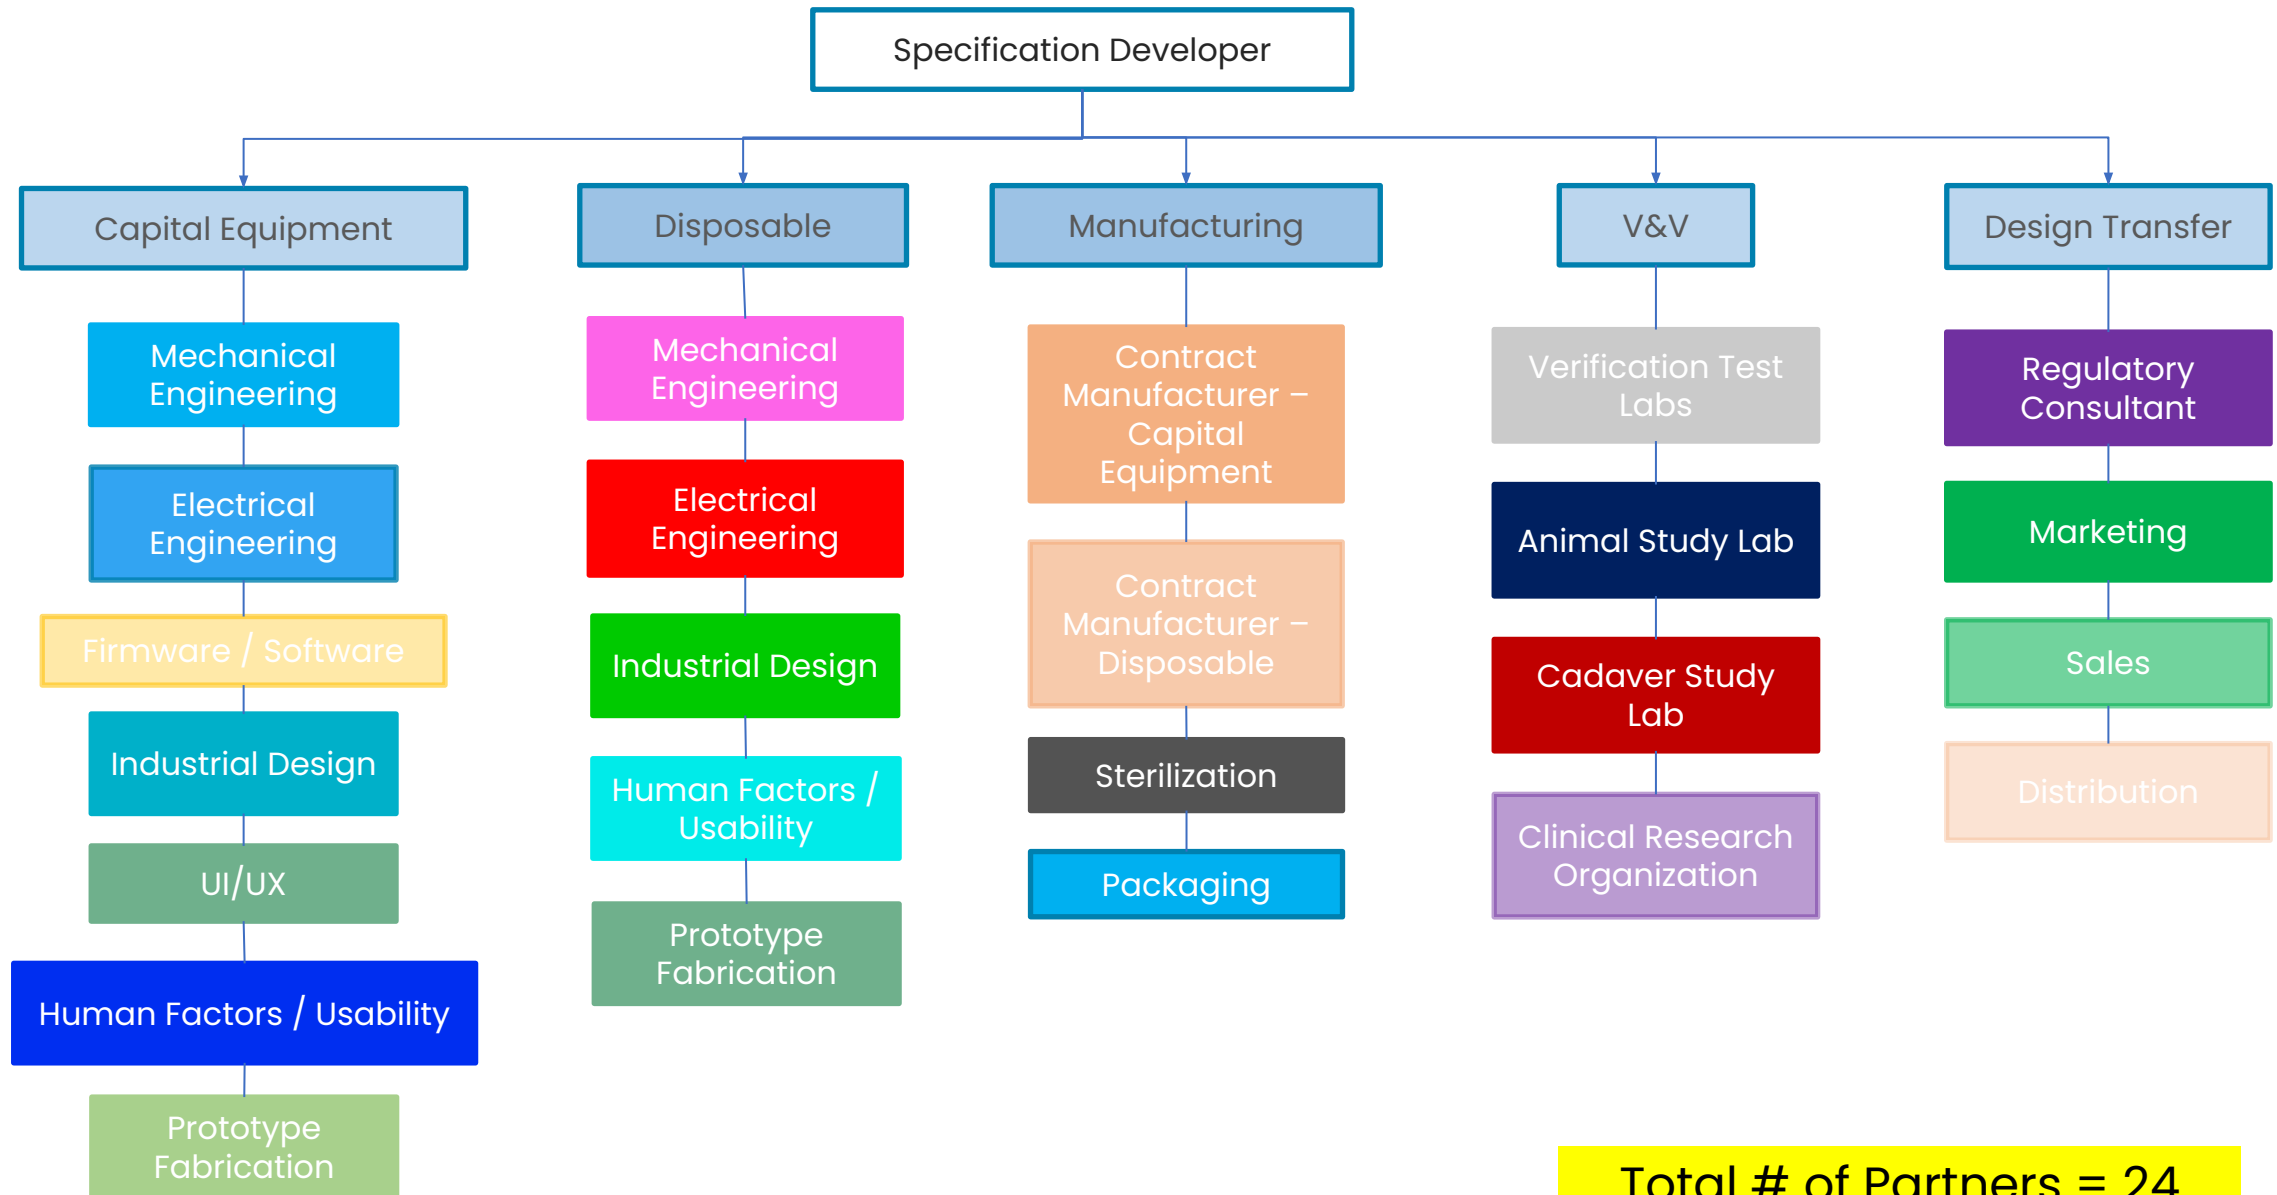 Specification Developer
Capital Equipment
Mechanical
Engineering
Electrical
Engineering
Firmware / Software
Industrial Design
UI/UX
Human Factors / Usability
Prototype
Fabrication
Disposable
Mechanical
Engineering
Electrical
Engineering
Industrial Design
Human Factors /
Usability
Prototype
Fabrication
Manufacturing
Contract
Manufacturer –
Capital
Equipment
Contract
Manufacturer –
Disposable
Sterilization
Packaging
V&V
Verification Test
Labs
Animal Study Lab
Cadaver Study
Lab
Clinical Research
Organization
Design Transfer
Regulatory
Consultant
Marketing
Sales
Distribution
Total # of Partners = 24